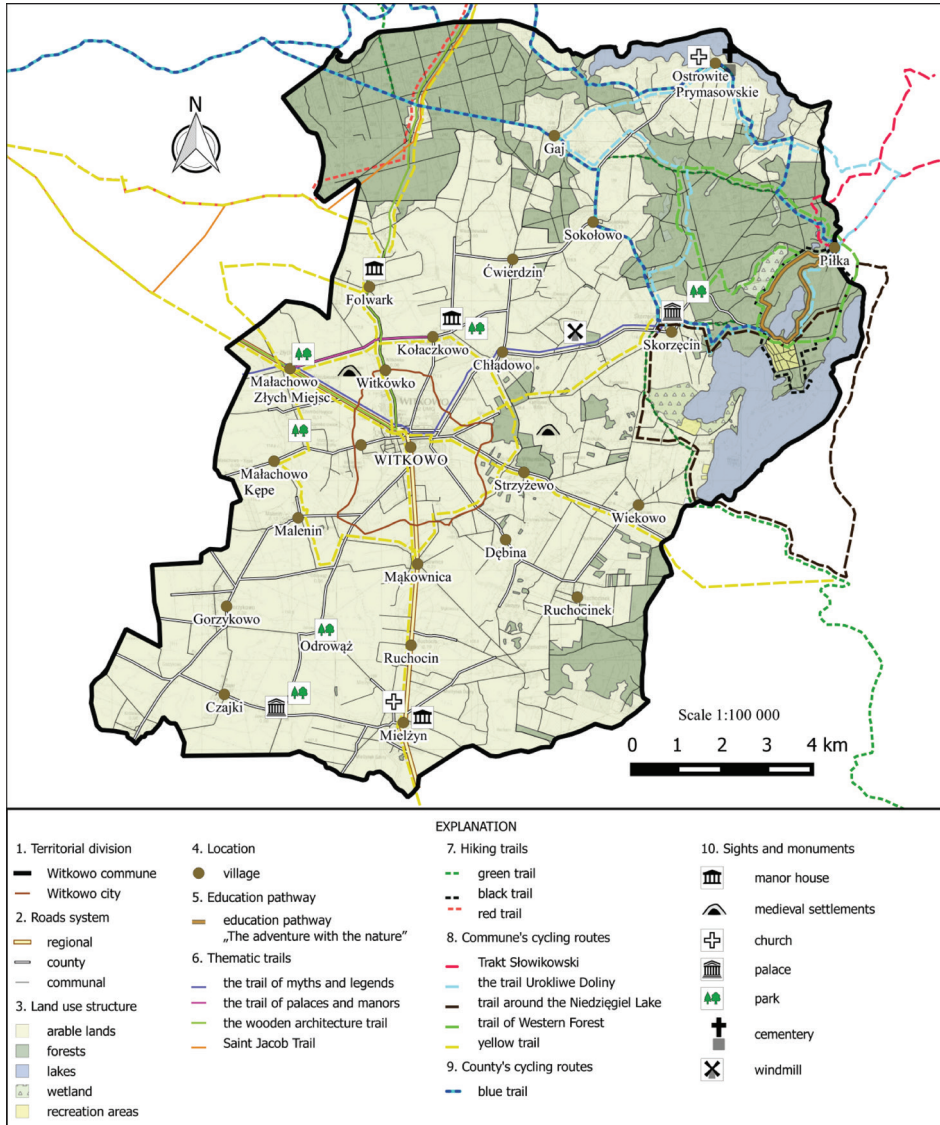 N
Ostrowite
Prymasowskie
Gaj
Sokołowo
Piłka
Ćwierdzin
Folwark
Skorzęcin
Kołaczkowo
Chłądowo
Małachowo
Złych Miejsc
Witkówko
WITKOWO
Małachowo
Kępe
Strzyżewo
Wiekowo
Malenin
Dębina
Mąkownica
Ruchocinek
Gorzykowo
Odrowąż
Ruchocin
Czajki
Mielżyn
Scale 1:100 000
0 1 2 3 4 km
EXPLANATION
1. Territorial division
Witkowo commune
Witkowo city
2. Roads system
regional
county
communal
3. Land use structure
arable lands
forests
lakes
wetland
recreation areas
4. Location
village
5. Education pathway
education pathway
„The adventure with the nature”
6. Thematic trails
the trail of myths and legends
the trail of palaces and manors
the wooden architecture trail
Saint Jacob Trail
7. Hiking trails
green trail
black trail
red trail
8. Commune's cycling routes
Trakt Słowikowski
the trail Urokliwe Doliny
trail around the Niedzięgiel Lake
trail of Western Forest
yellow trail
9. County's cycling routes
blue trail
10. Sights and monuments
manor house
medieval settlements
church
palace
park
cementery
windmill